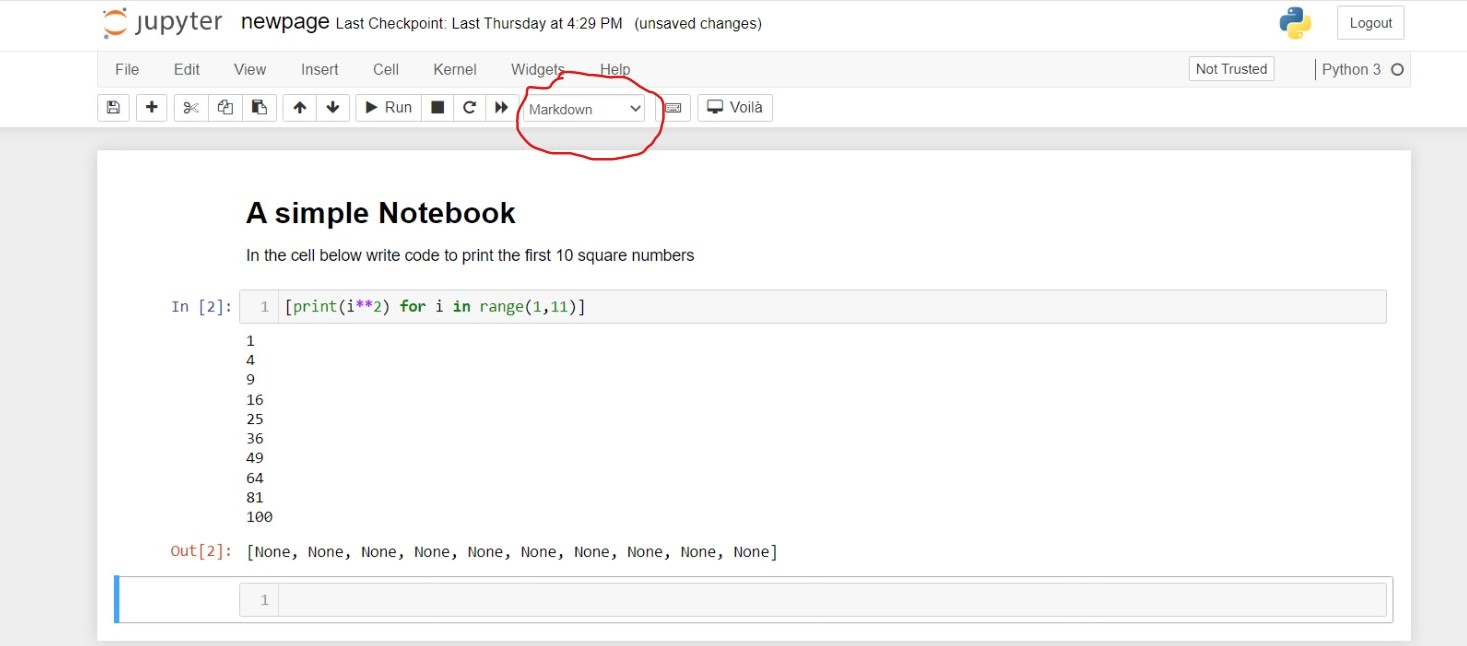 jupyter newpage Last Checkpoint: Last Thursday at 4:29 PM (unsaved changes) Logout
File Edit View Insert Cell Kernel Widgets Help Not Trusted Python 3
Run Markdown Voilà
A simple Notebook
In the cell below write code to print the first 10 square numbers
In [2]: 1 [print(i**2) for i in range(1,11)]
1
4
9
16
25
36
49
64
81
100
Out[2]: [None, None, None, None, None, None, None, None, None, None]
1